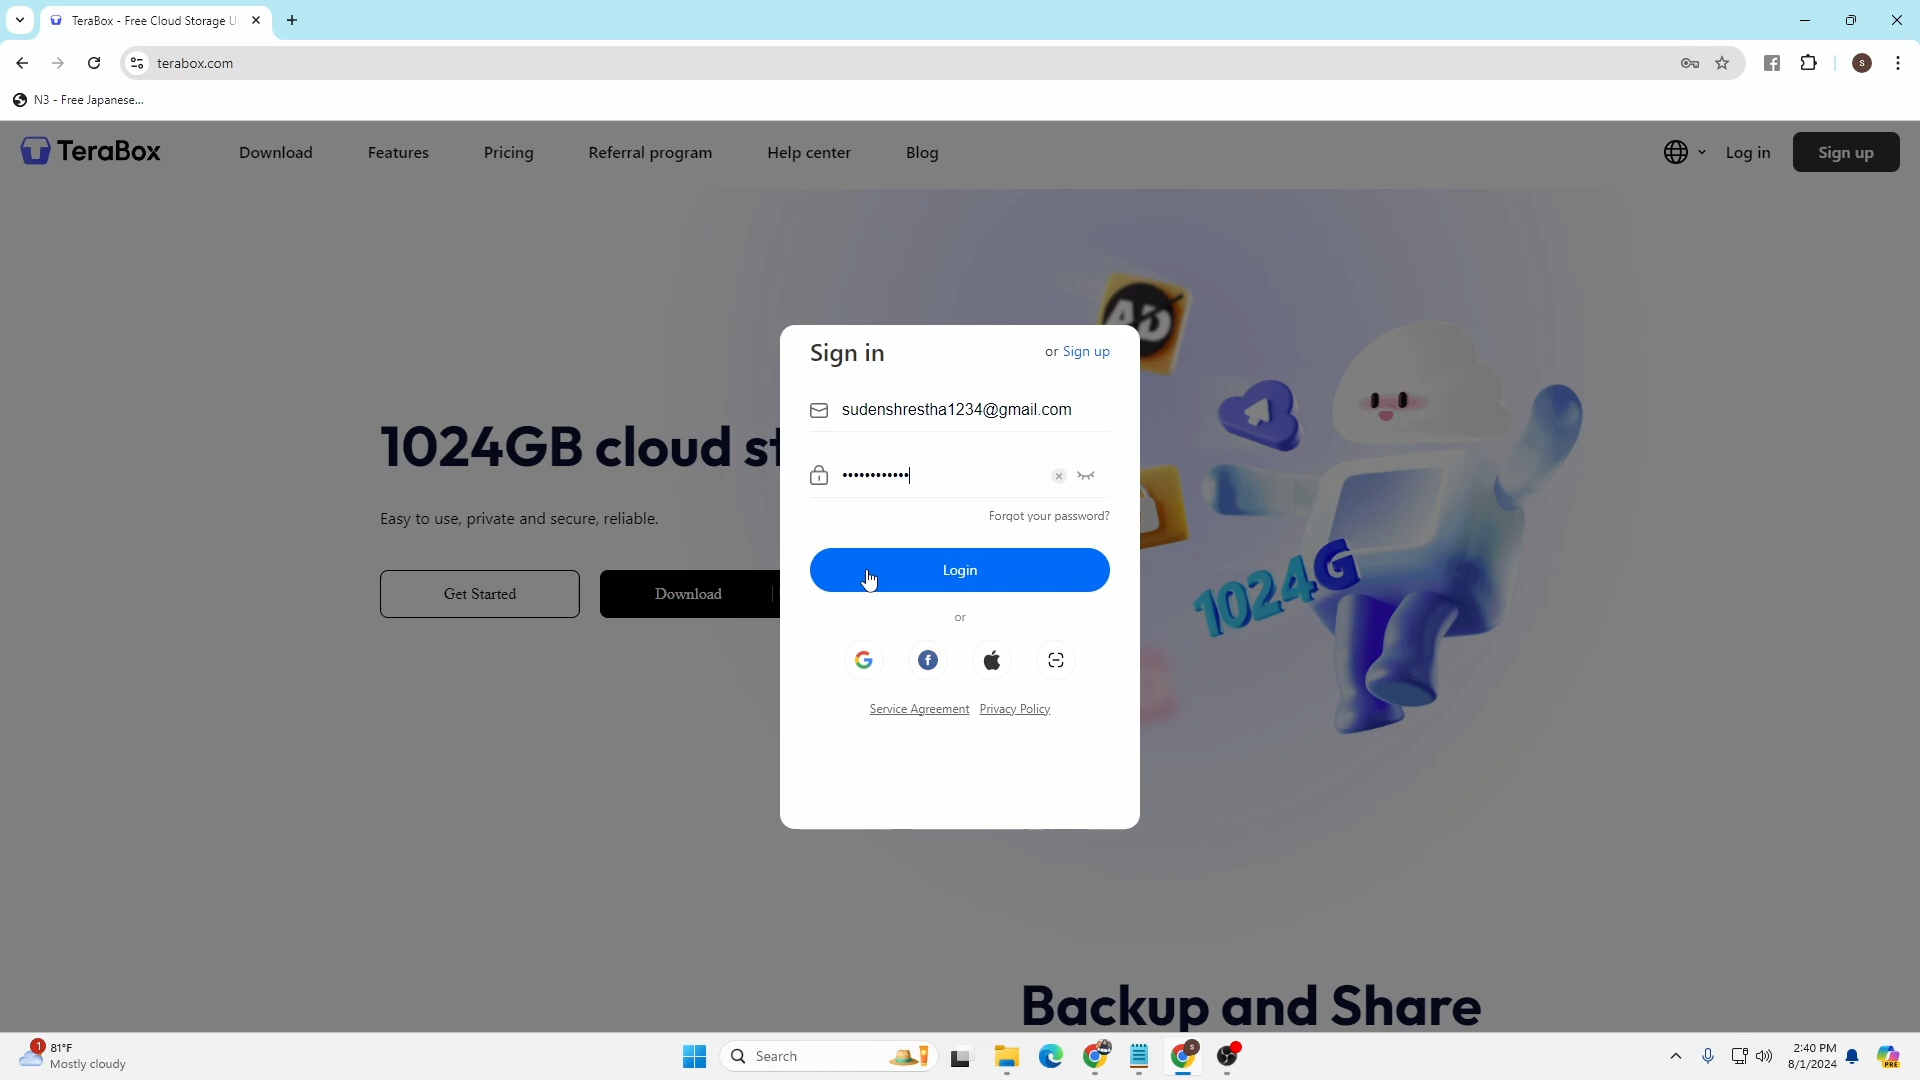 TeraBox - Free Cloud Storage U
terabox.com
N3 - Free Japanese...
TeraBox
Download
Features
Pricing
Referral program
Help center
Blog
Log in
Sign up
AD
Sign in
or Sign up
sudenshrestha1234@gmail.com
1024GB cloud st
••••••••••••
Easy to use, private and secure, reliable.
Forgot your password?
Login
Get Started
Download
1024G
or
Service Agreement Privacy Policy
Backup and Share
1
81°F
Mostly cloudy
Search
2:40 PM
8/1/2024
PRE